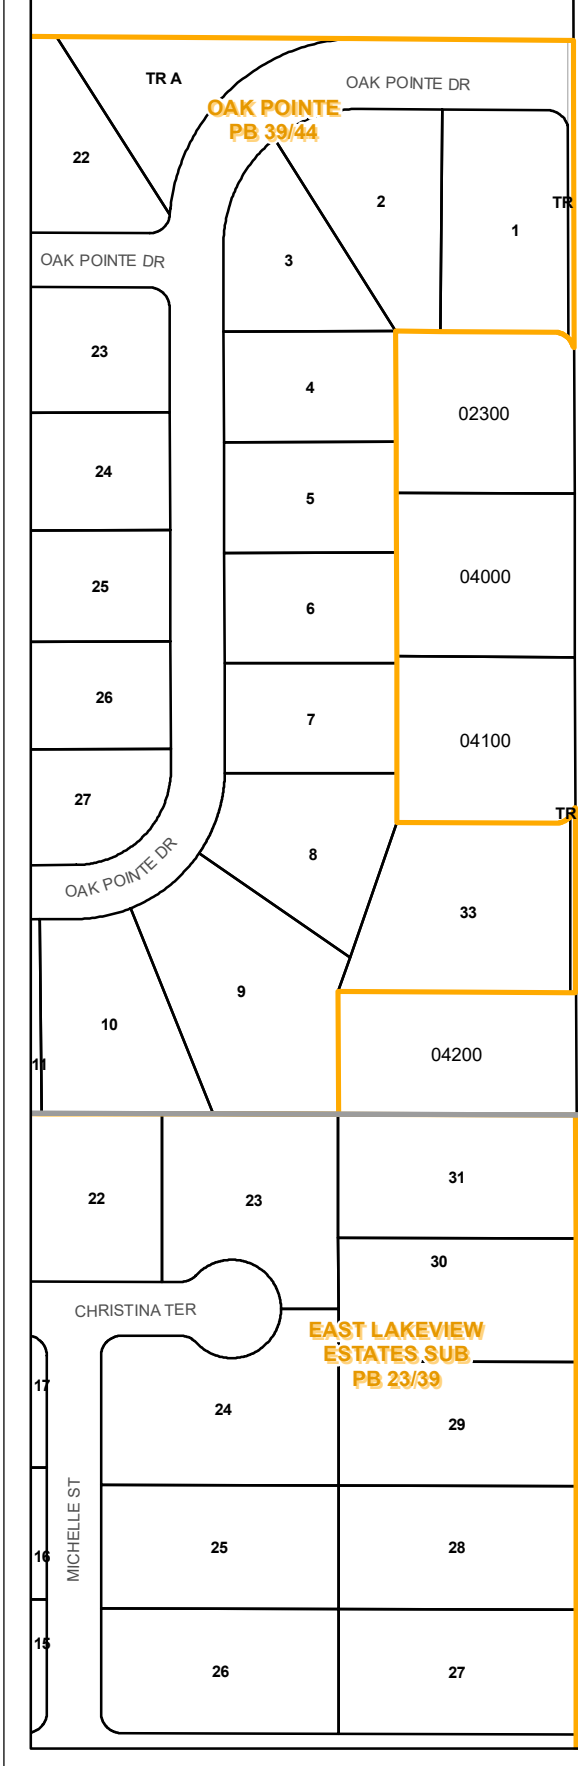 OAK POINTE DR
TR A
OAK POINTE
PB 39/44
22
2
TR
1
OAK POINTE DR
3
23
4
02300
24
5
04000
25
6
26
7
04100
27
TR
8
OAK POINTE DR
33
9
10
04200
11
31
22
23
30
CHRISTINA TER
EAST LAKEVIEW
ESTATES SUB
PB 23/39
17
24
29
MICHELLE ST
25
28
16
15
26
27